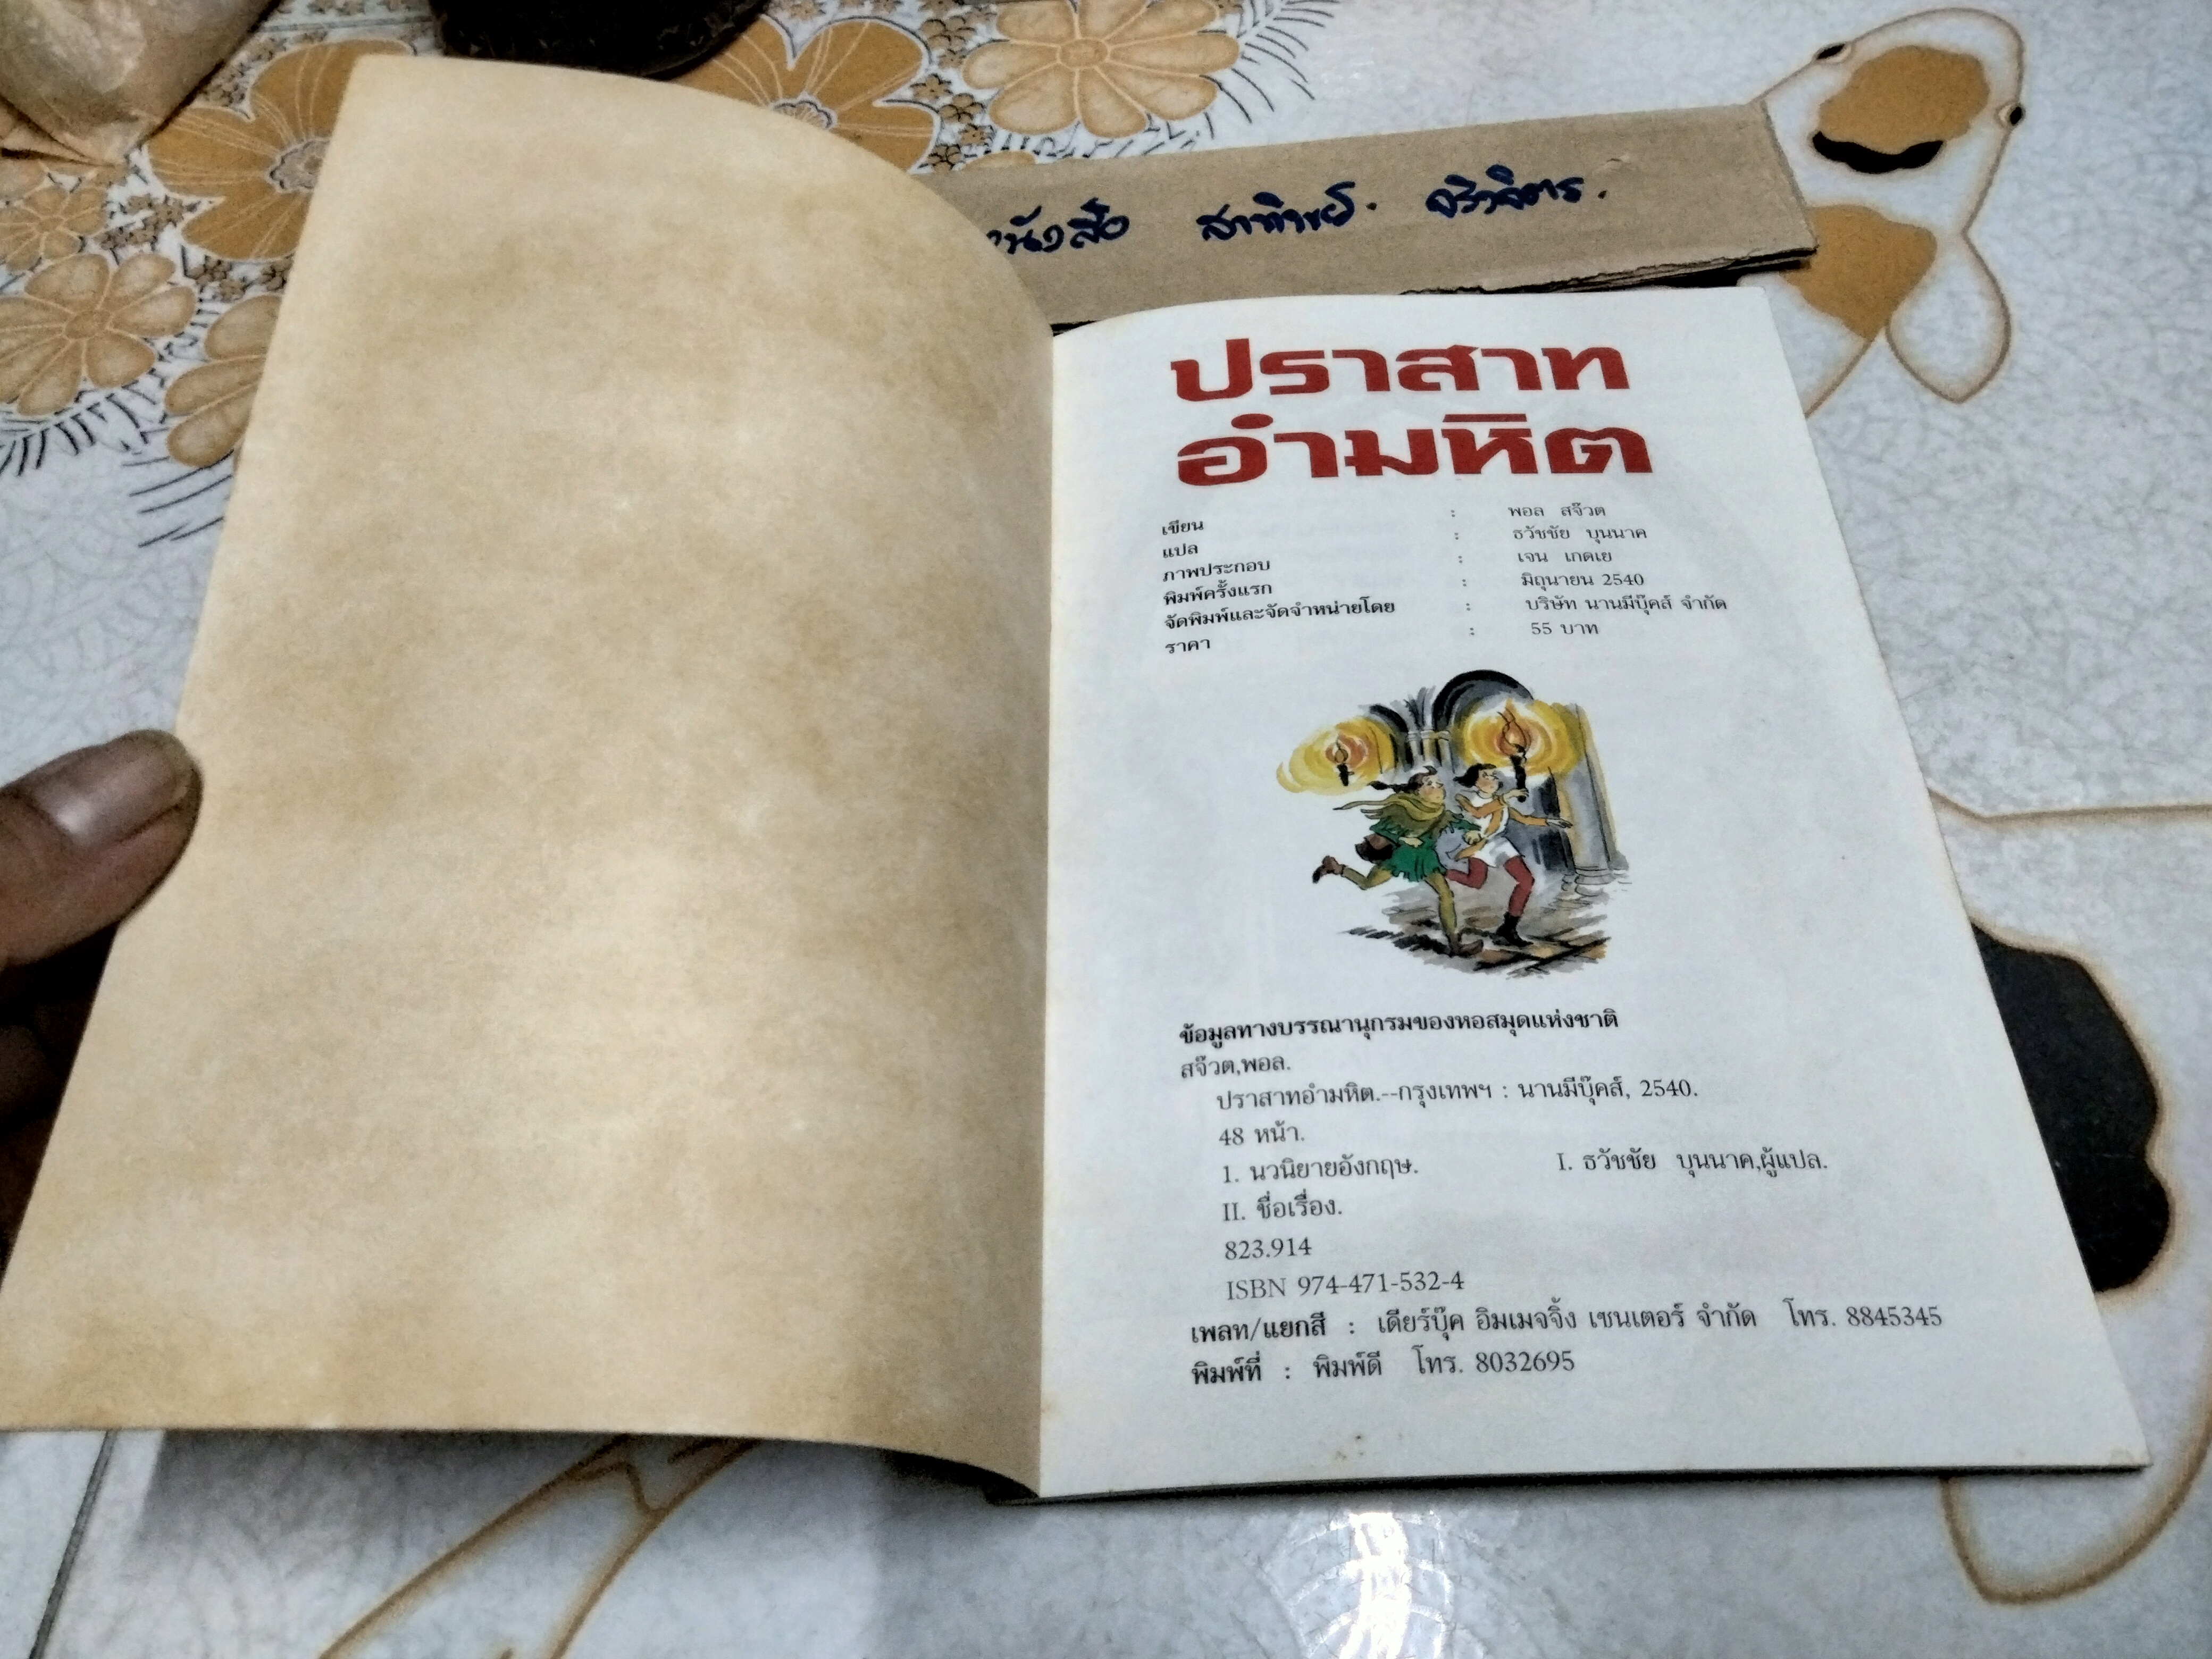 หนังสือ
ปราสาท
อำมหิต
เขียน : พอล สจ๊วต
แปล : ธวัชชัย บุนนาค
ภาพประกอบ : เจน เกดเย
พิมพ์ครั้งแรก : มิถุนายน 2540
จัดพิมพ์และจัดจำหน่ายโดย : บริษัท นานมีบุ๊คส์ จำกัด
ราคา : 55 บาท
ข้อมูลทางบรรณานุกรมของหอสมุดแห่งชาติ
สจ๊วต,พอล.
ปราสาทอำมหิต.--กรุงเทพฯ : นานมีบุ๊คส์, 2540.
48 หน้า.
1. นวนิยายอังกฤษ. I. ธวัชชัย บุนนาค,ผู้แปล.
II. ชื่อเรื่อง.
823.914
ISBN 974-471-532-4
เพลท/แยกสี : เดียร์บุ๊ค อิมเมจจิ้ง เซนเตอร์ จำกัด โทร. 8845345
พิมพ์ที่ : พิมพ์ดี โทร. 8032695